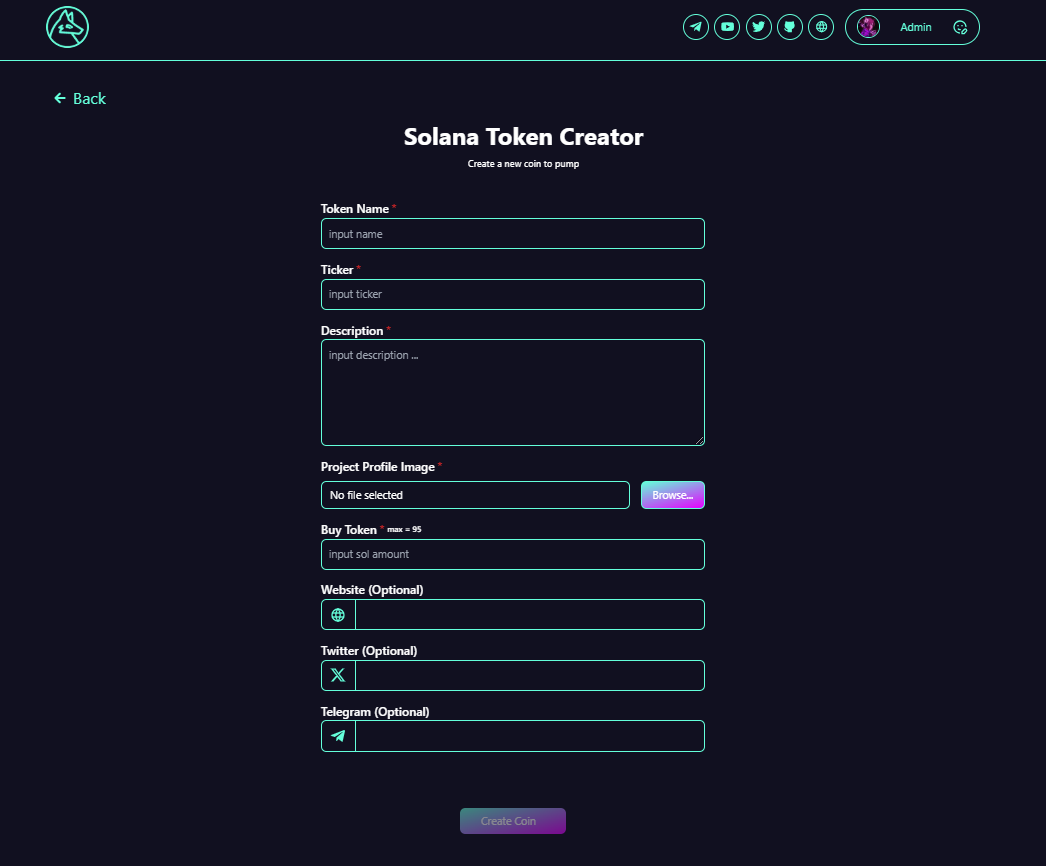 Admin
Back
Solana Token Creator
Create a new coin to pump
Token Name *
input name
Ticker *
input ticker
Description *
input description ...
Project Profile Image *
No file selected
Browse...
Buy Token * max = 95
input sol amount
Website (Optional)
Twitter (Optional)
Telegram (Optional)
Create Coin